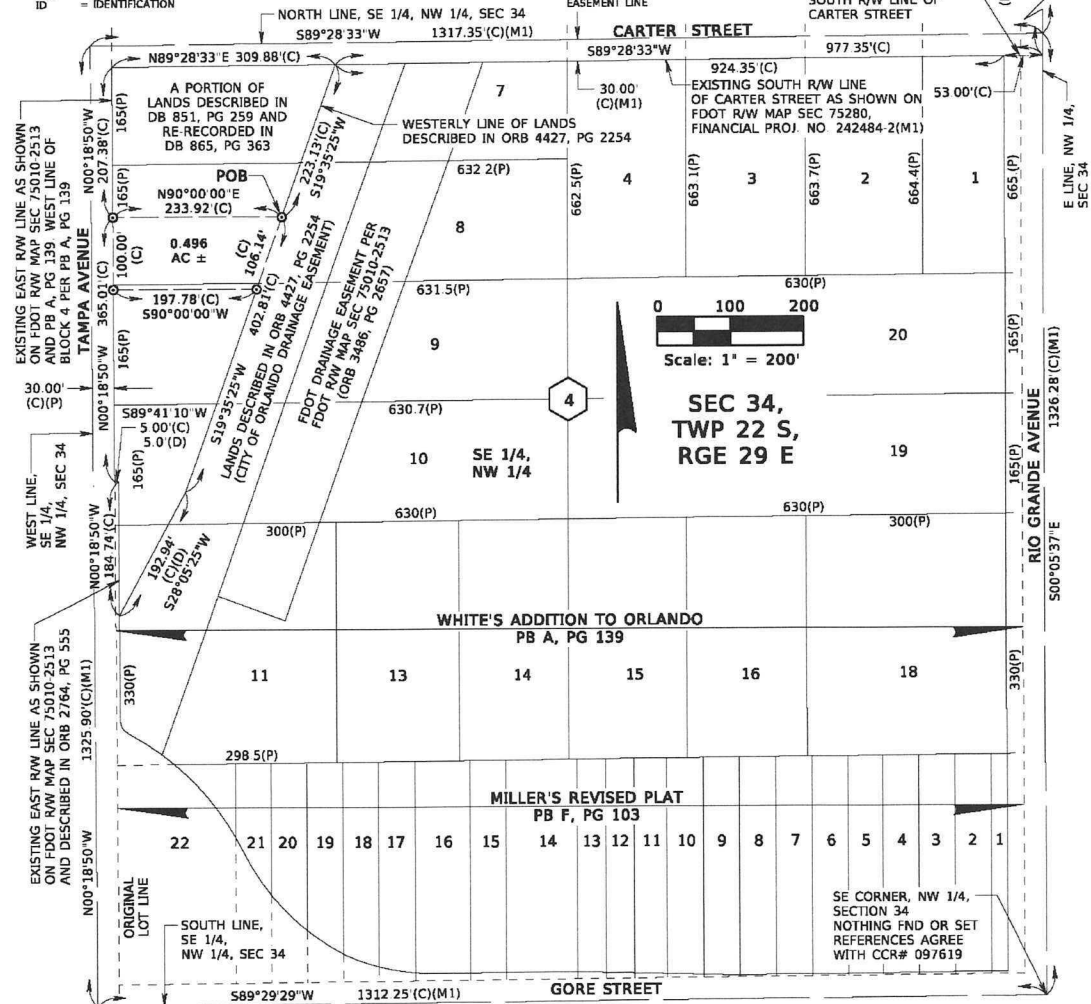 ID = IDENTIFICATION
NORTH LINE, SE 1/4, NW 1/4, SEC 34
EASEMENT LINE
SOUTH R/W LINE OF
CARTER STREET
S89°28'33"W 1317.35'(C)(M1)
CARTER STREET
N89°28'33"E 309.88'(C)
S89°28'33"W
977.35'(C)
924.35'(C)
30.00'
(C)(M1)
EXISTING SOUTH R/W LINE
OF CARTER STREET AS SHOWN ON
FDOT R/W MAP SEC 75280,
FINANCIAL PROJ. NO. 242484-2(M1)
53 00'(C)
A PORTION OF
LANDS DESCRIBED IN
DB 851, PG 259 AND
RE-RECORDED IN
DB 865, PG 363
WESTERLY LINE OF LANDS
DESCRIBED IN ORB 4427, PG 2254
EXISTING EAST R/W LINE AS SHOWN
ON FDOT R/W MAP SEC 75010-2513
AND PB A, PG 139. WEST LINE OF
BLOCK 4 PER PB A, PG 139
TAMPA AVENUE
N00°18'50"W
207.38'(C)
165(P)
165(P)
223.13'(C)
S19°35'25"W
POB
N90°00'00"E
233.92'(C)
0.496
AC ±
100.00'
(C)
(C)
106.14'
197.78'(C)
S90°00'00"W
N00°18'50"W 365.01'(C)
165(P)
30.00'
(C)(P)
S89°41'10"W
5.00'(C)
5.0'(D)
165(P)
402.81'(C)
S19°35'25"W
LANDS DESCRIBED IN ORB 4427, PG 2254
(CITY OF ORLANDO DRAINAGE EASEMENT)
FDOT DRAINAGE EASEMENT PER
FDOT R/W MAP SEC 75010-2513
(ORB 3486, PG 2657)
7
632 2(P)
8
631.5(P)
9
630.7(P)
10
SE 1/4,
NW 1/4
4
3
2
1
662 5(P)
663.1(P)
663.7(P)
664.4(P)
665 (P)
630(P)
E LINE, NW 1/4,
SEC 34
0 100 200
Scale: 1" = 200'
20
165(P)
4
SEC 34,
TWP 22 S,
RGE 29 E
19
165(P)
RIO GRANDE AVENUE
1326.28'(C)(M1)
S00°05'37"E
WEST LINE,
SE 1/4,
NW 1/4, SEC 34
N00°18'50"W
184.74'(C)
192.94'
(C)(D)
S28°05'25"W
630(P)
300(P)
630(P)
300(P)
WHITE'S ADDITION TO ORLANDO
PB A, PG 139
330(P)
11
13
14
15
16
18
330(P)
298 5(P)
EXISTING EAST R/W LINE AS SHOWN
ON FDOT R/W MAP SEC 75010-2513
AND DESCRIBED IN ORB 2764, PG 555
1325 90'(C)(M1)
N00°18'50"W
MILLER'S REVISED PLAT
PB F, PG 103
22 21 20 19 18 17 16 15 14 13 12 11 10 9 8 7 6 5 4 3 2 1
ORIGINAL
LOT LINE
SOUTH LINE,
SE 1/4,
NW 1/4, SEC 34
SE CORNER, NW 1/4,
SECTION 34
NOTHING FND OR SET
REFERENCES AGREE
WITH CCR# 097619
S89°29'29"W 1312 25'(C)(M1)
GORE STREET